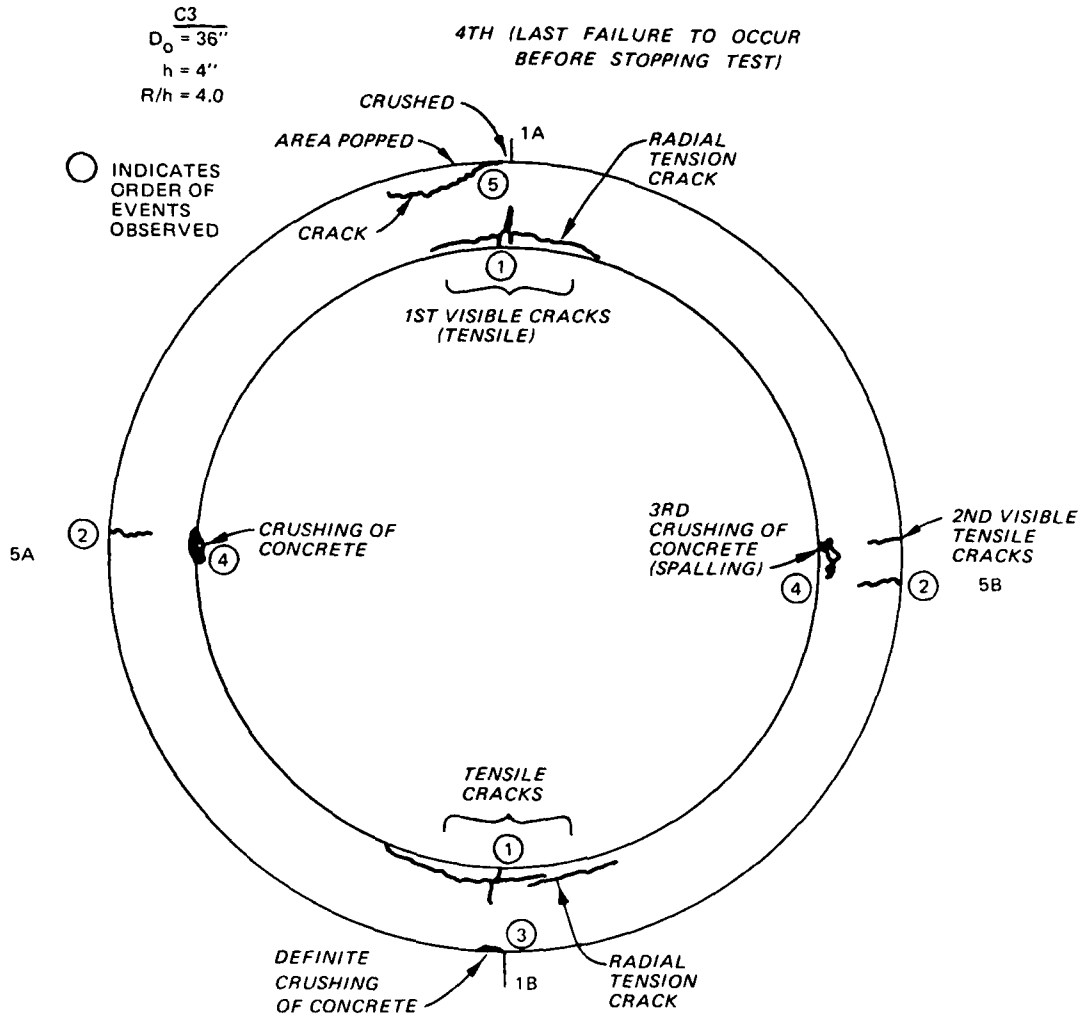 C3
D₀ = 36"
h = 4"
R/h = 4.0
4TH (LAST FAILURE TO OCCUR
BEFORE STOPPING TEST)
INDICATES
ORDER OF
EVENTS
OBSERVED
CRUSHED
1A
AREA POPPED
RADIAL
TENSION
CRACK
5
CRACK
1
1ST VISIBLE CRACKS
(TENSILE)
2
5A
CRUSHING OF
CONCRETE
4
3RD
CRUSHING OF
CONCRETE
(SPALLING)
4
2ND VISIBLE
TENSILE
CRACKS
2
5B
TENSILE
CRACKS
1
3
DEFINITE
CRUSHING
OF CONCRETE
1B
RADIAL
TENSION
CRACK